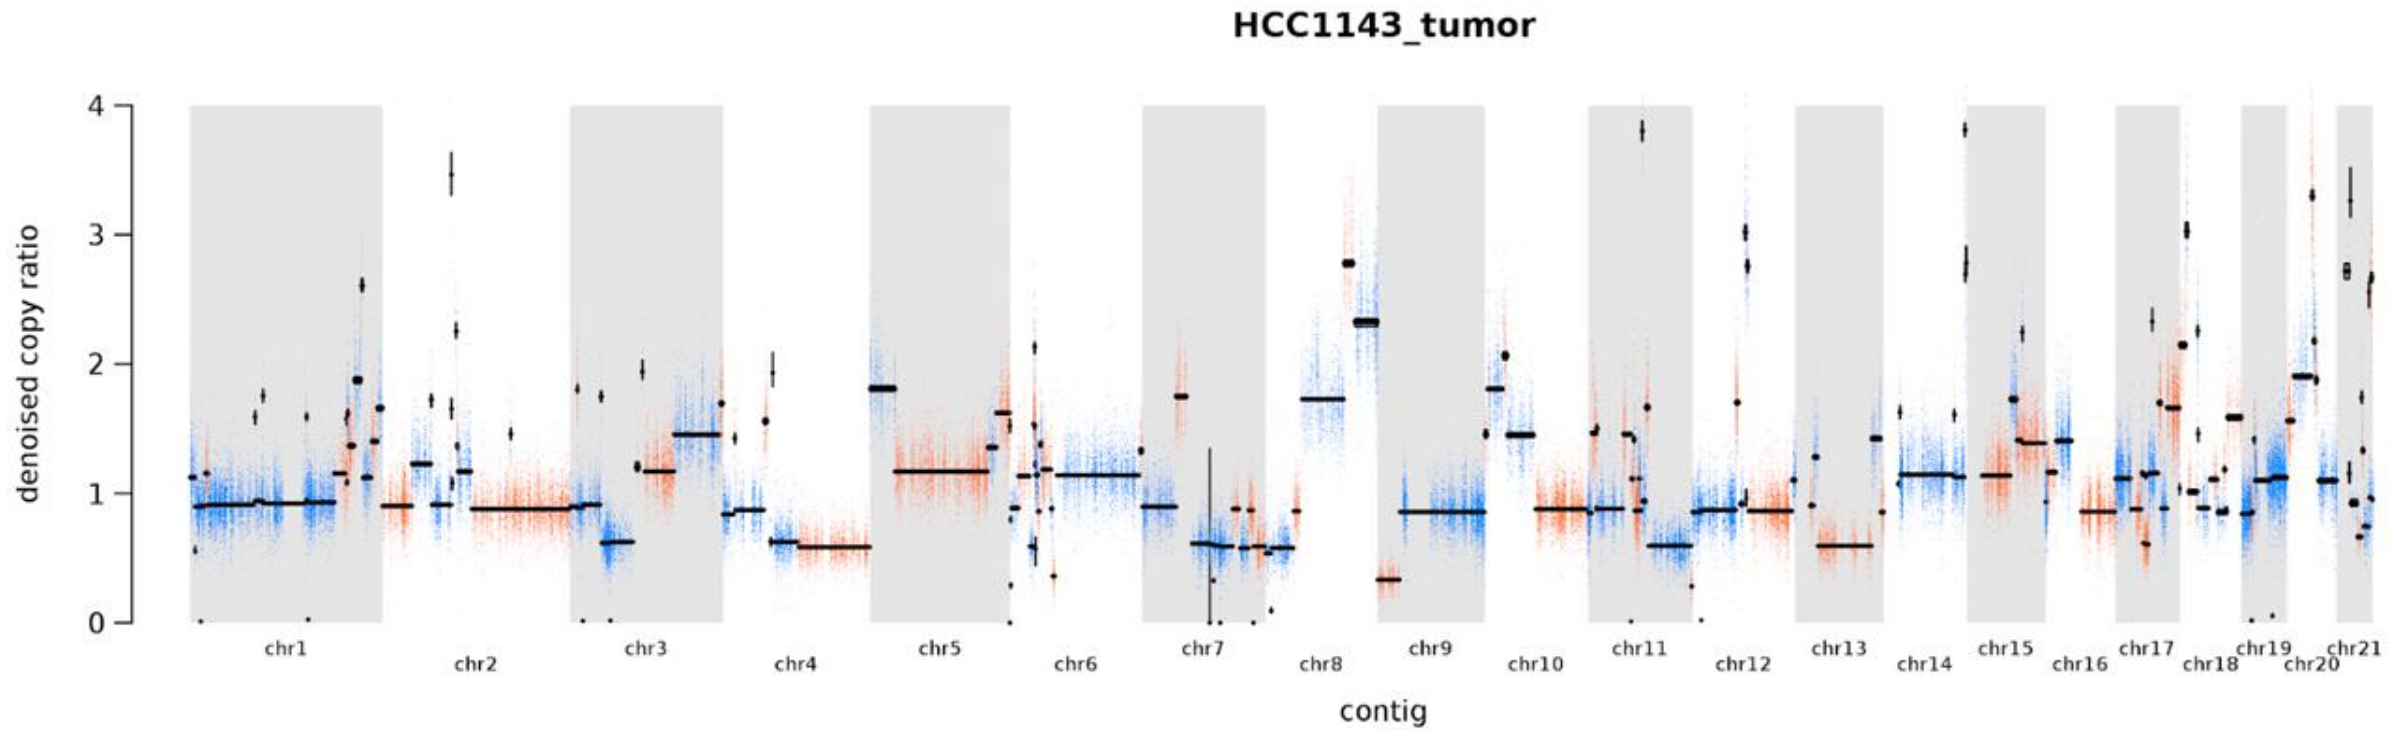 HCC1143_tumor
denoised copy ratio
4
3
2
1
0
chr1
chr2
chr3
chr4
chr5
chr6
chr7
chr8
chr9
chr10
chr11
chr12
chr13
chr14
chr15
chr16
chr17
chr18
chr19
chr20
chr21
contig